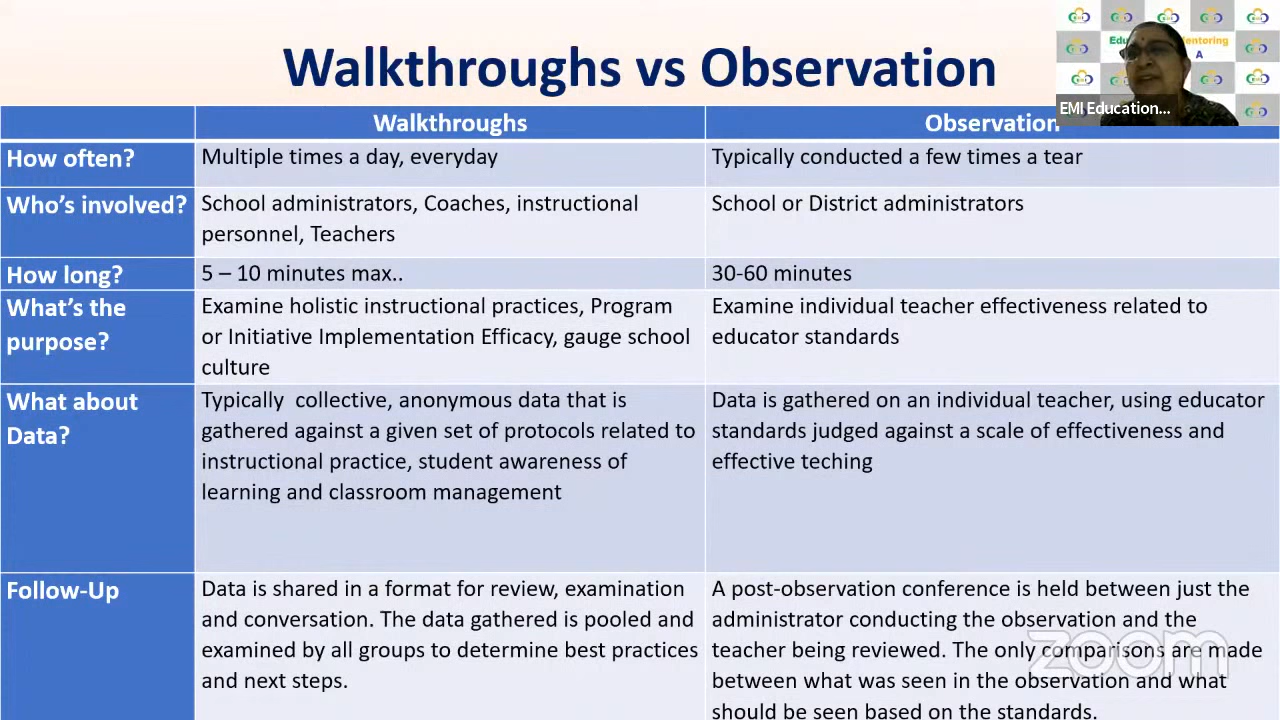 Walkthroughs vs Observation
Edu
entoring
A
EMI Education...
Walkthroughs
Observation
How often?
Multiple times a day, everyday
Typically conducted a few times a tear
Who's involved?
School administrators, Coaches, instructional
personnel, Teachers
School or District administrators
How long?
5 – 10 minutes max..
30-60 minutes
What's the
purpose?
Examine holistic instructional practices, Program
or Initiative Implementation Efficacy, gauge school
culture
Examine individual teacher effectiveness related to
educator standards
What about
Data?
Typically  collective, anonymous data that is
gathered against a given set of protocols related to
instructional practice, student awareness of
learning and classroom management
Data is gathered on an individual teacher, using educator
standards judged against a scale of effectiveness and
effective teching
Follow-Up
Data is shared in a format for review, examination
and conversation. The data gathered is pooled and
examined by all groups to determine best practices
and next steps.
A post-observation conference is held between just the
administrator conducting the observation and the
teacher being reviewed. The only comparisons are made
between what was seen in the observation and what
should be seen based on the standards.
zoom